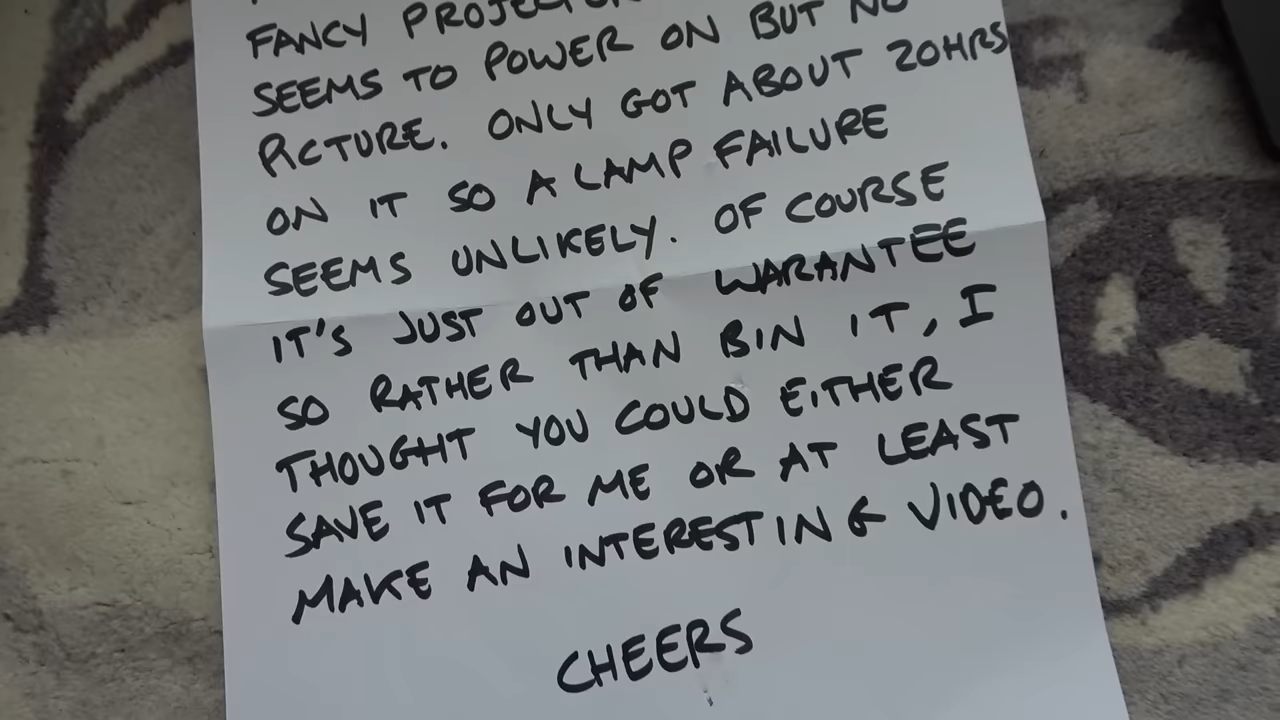 FANCY PROJECTOR
SEEMS TO POWER ON BUT NO
PICTURE. ONLY GOT ABOUT 20HRS
ON IT SO A LAMP FAILURE
SEEMS UNLIKELY. OF COURSE
IT'S JUST OUT OF WARANTEE
SO RATHER THAN BIN IT, I
THOUGHT YOU COULD EITHER
SAVE IT FOR ME OR AT LEAST
MAKE AN INTERESTING VIDEO.
CHEERS